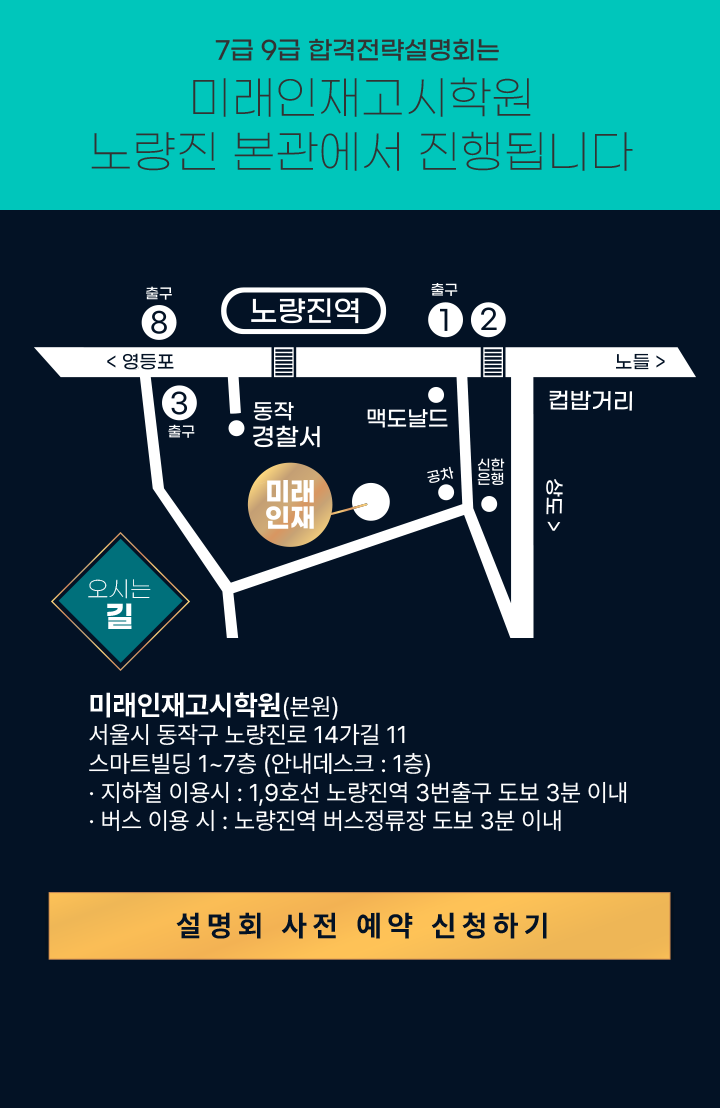 7급 9급 합격전략설명회는
미래인재고시학원
노량진 본관에서 진행됩니다
출구
8
노량진역
출구
1 2
< 영등포
노들 >
3
출구
동작
경찰서
맥도날드
컵밥거리
미래
인재
공차
신한
은행
상도 >
오시는
길
미래인재고시학원(본원)
서울시 동작구 노량진로 14가길 11
스마트빌딩 1~7층 (안내데스크 : 1층)
· 지하철 이용시 : 1,9호선 노량진역 3번출구 도보 3분 이내
· 버스 이용 시 : 노량진역 버스정류장 도보 3분 이내
설명회 사전 예약 신청하기